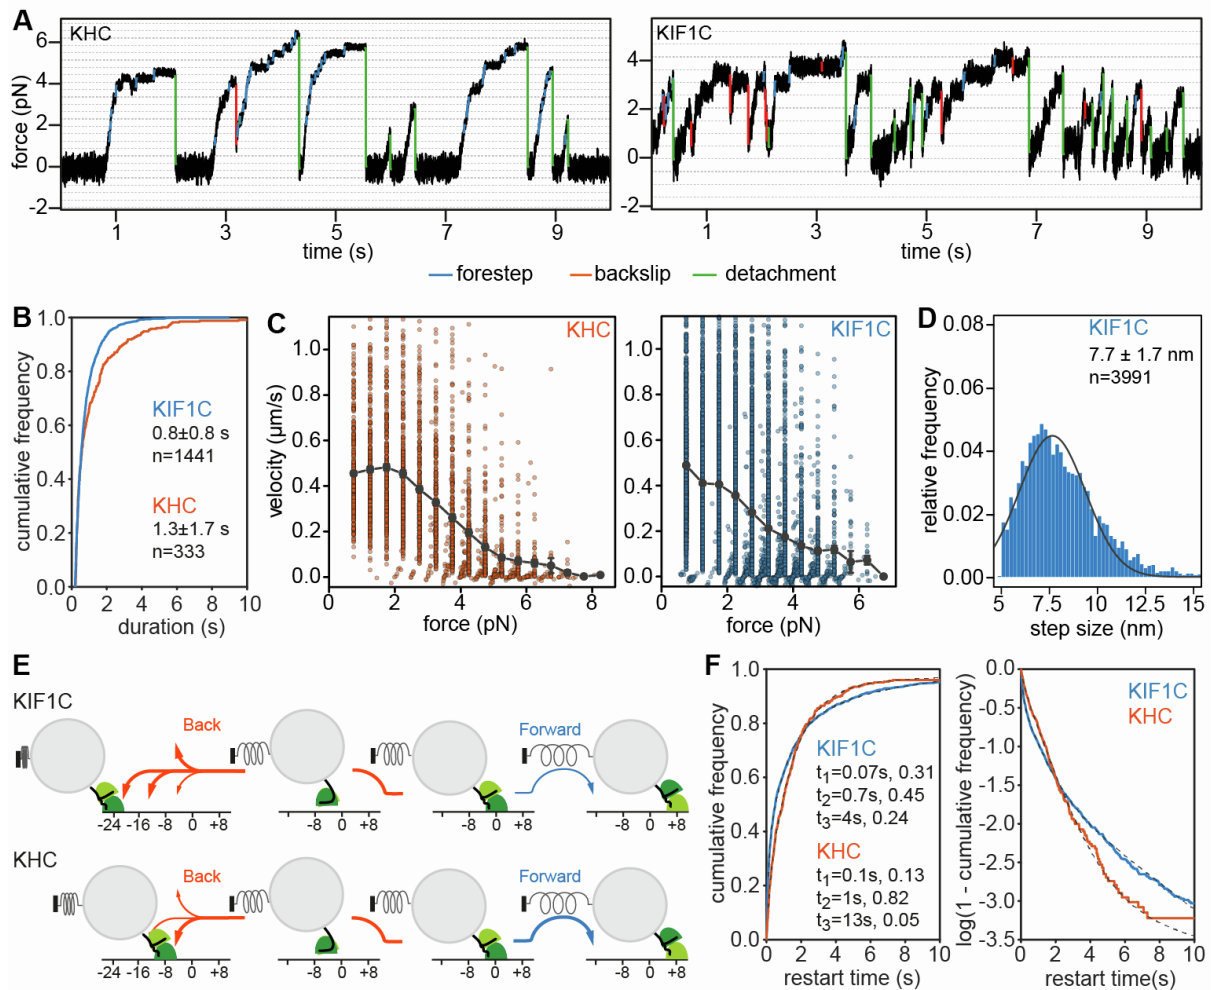 A
KHC
KIF1C
force (pN)
6
4
2
0
-2
4
2
0
-2
1 3 5 7 9
1 3 5 7 9
time (s)
time (s)
forestep backslip detachment
B
cumulative frequency
1.0
0.8
0.6
0.4
0.2
0.0
KIF1C
0.8±0.8 s
n=1441
KHC
1.3±1.7 s
n=333
0 2 4 6 8 10
duration (s)
C
velocity (µm/s)
KHC
1.0
0.8
0.6
0.4
0.2
0.0
0 2 4 6 8
force (pN)
KIF1C
1.0
0.8
0.6
0.4
0.2
0.0
0 2 4 6
force (pN)
D
relative frequency
KIF1C
7.7 ± 1.7 nm
n=3991
0.08
0.06
0.04
0.02
0.00
5 7.5 10 12.5 15
step size (nm)
E
KIF1C
Back
Forward
-24 -16 -8 0 +8
-8 0 +8
-8 0 +8
-8 0 +8
KHC
Back
Forward
-24 -16 -8 0 +8
-8 0 +8
-8 0 +8
-8 0 +8
F
cumulative frequency
1.0
0.8
0.6
0.4
0.2
0.0
KIF1C
t1=0.07s, 0.31
t2=0.7s, 0.45
t3=4s, 0.24
KHC
t1=0.1s, 0.13
t2=1s, 0.82
t3=13s, 0.05
0 2 4 6 8 10
restart time (s)
log(1 - cumulative frequency)
0.0
-0.5
-1.0
-1.5
-2.0
-2.5
-3.0
-3.5
KIF1C
KHC
0 2 4 6 8 10
restart time(s)